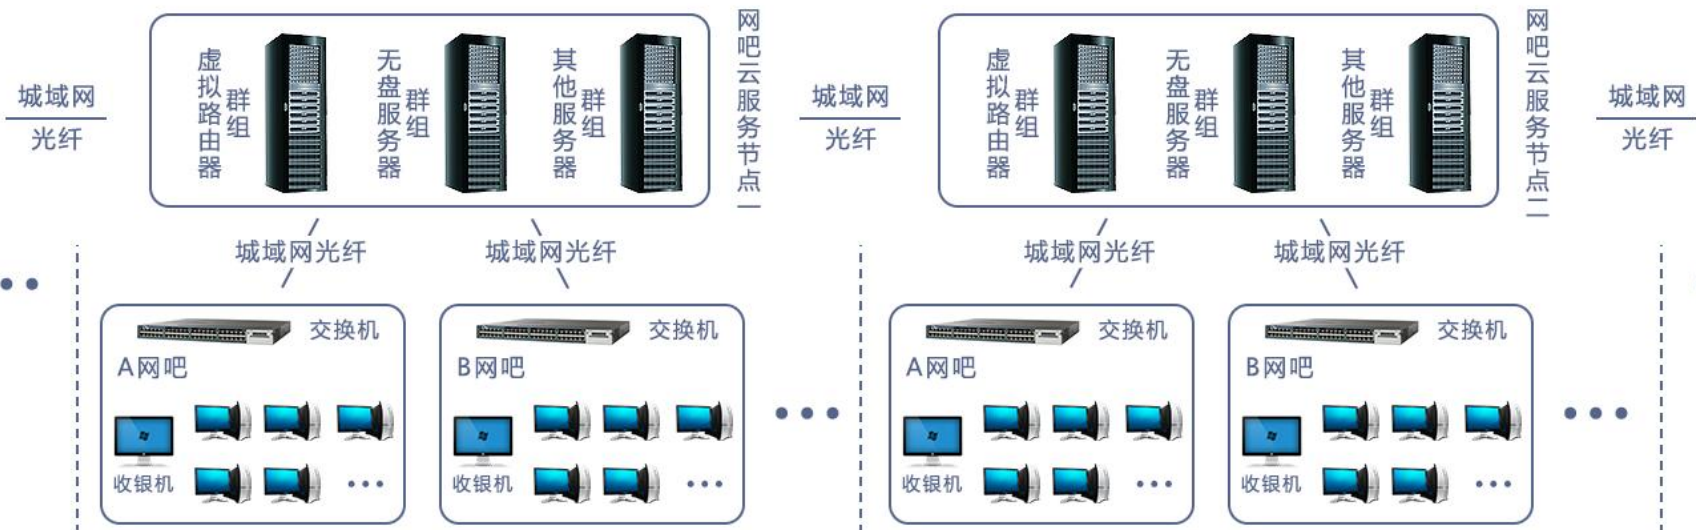 城域网
光纤
虚拟路由器
群组
无盘服务器
群组
其他服务器
群组
网吧云服务节点一
城域网
光纤
虚拟路由器
群组
无盘服务器
群组
其他服务器
群组
网吧云服务节点二
城域网
光纤
城域网光纤
城域网光纤
城域网光纤
城域网光纤
交换机
A网吧
收银机
交换机
B网吧
收银机
交换机
A网吧
收银机
交换机
B网吧
收银机